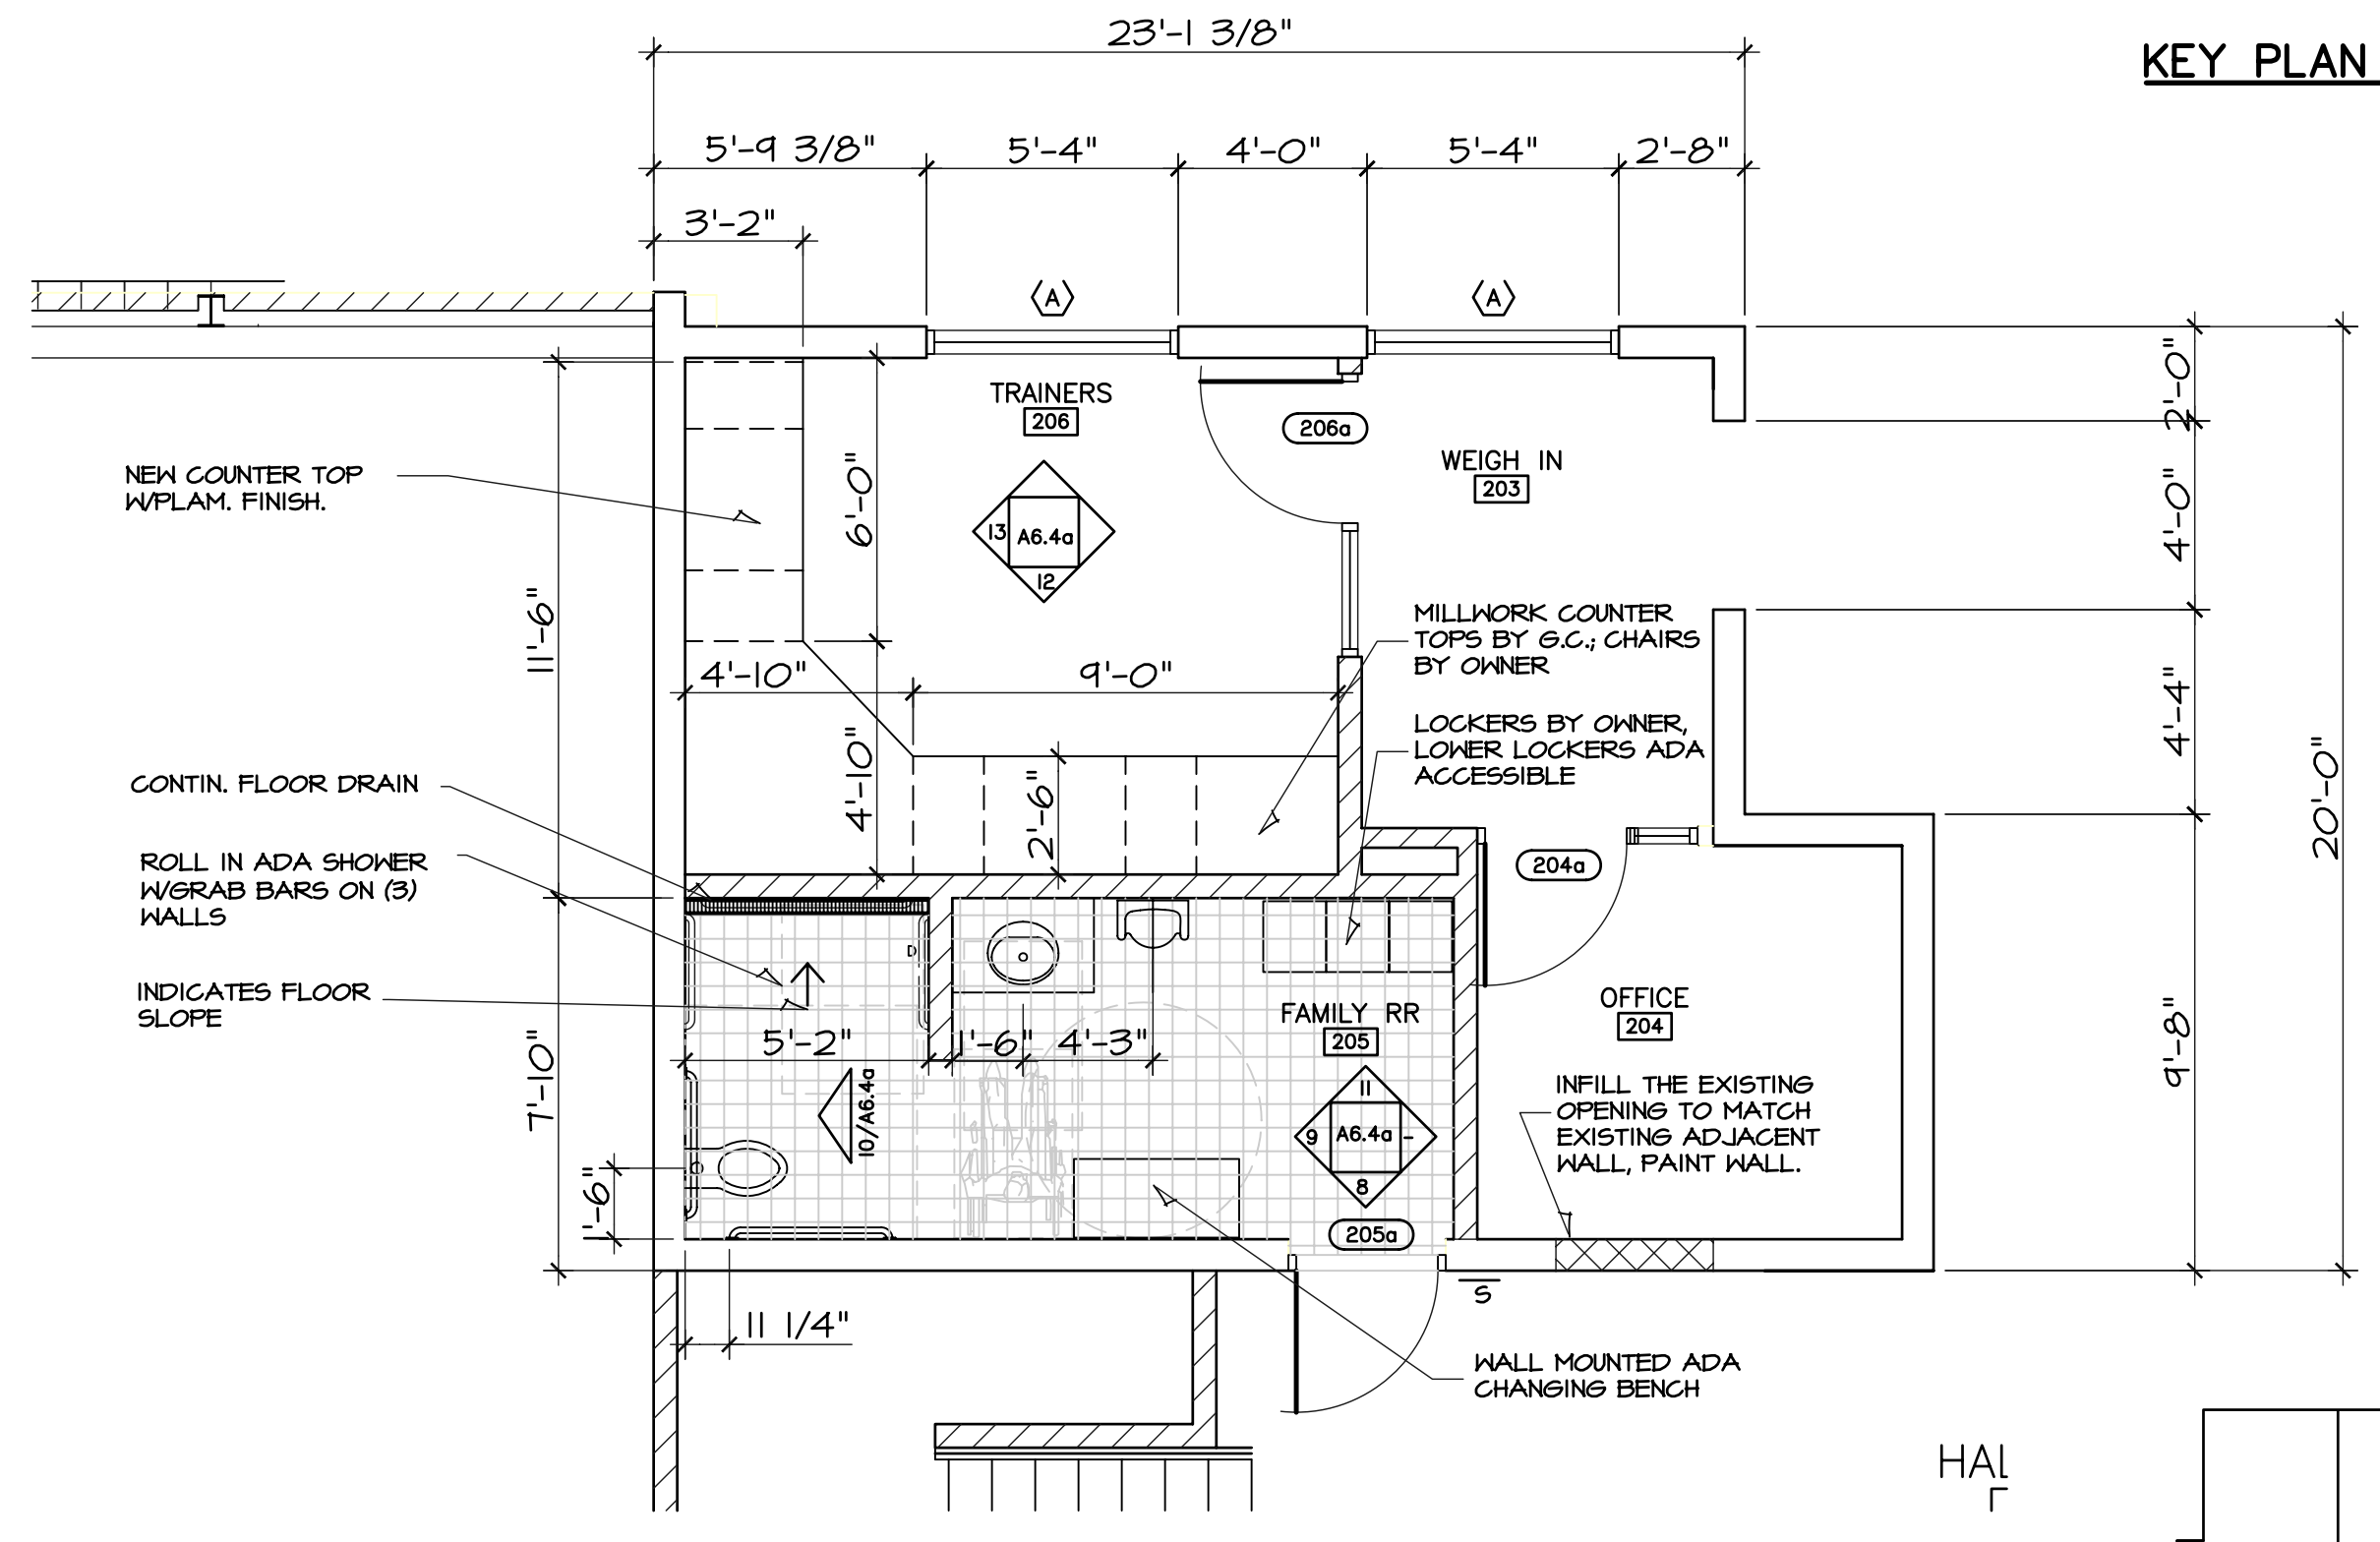 23'-1 3/8"
KEY PLAN
5'-9 3/8"
5'-4"
4'-0"
5'-4"
2'-8"
3'-2"
A
A
TRAINERS
206
206a
WEIGH IN
203
NEW COUNTER TOP
W/PLAM. FINISH.
13
A6.4a
12
6'-0"
2'-0"
4'-0"
4'-4"
20'-0"
11'-6"
MILLWORK COUNTER
TOPS BY G.C.; CHAIRS
BY OWNER
4'-10"
9'-0"
LOCKERS BY OWNER,
LOWER LOCKERS ADA
ACCESSIBLE
4'-10"
2'-6"
CONTIN. FLOOR DRAIN
ROLL IN ADA SHOWER
W/GRAB BARS ON (3)
WALLS
INDICATES FLOOR
SLOPE
204a
OFFICE
204
FAMILY RR
205
5'-2"
1'-6"
4'-3"
7'-10"
9'-8"
10/A6.4a
11
9
A6.4a
-
8
INFILL THE EXISTING
OPENING TO MATCH
EXISTING ADJACENT
WALL, PAINT WALL.
1'-6"
205a
S
11 1/4"
WALL MOUNTED ADA
CHANGING BENCH